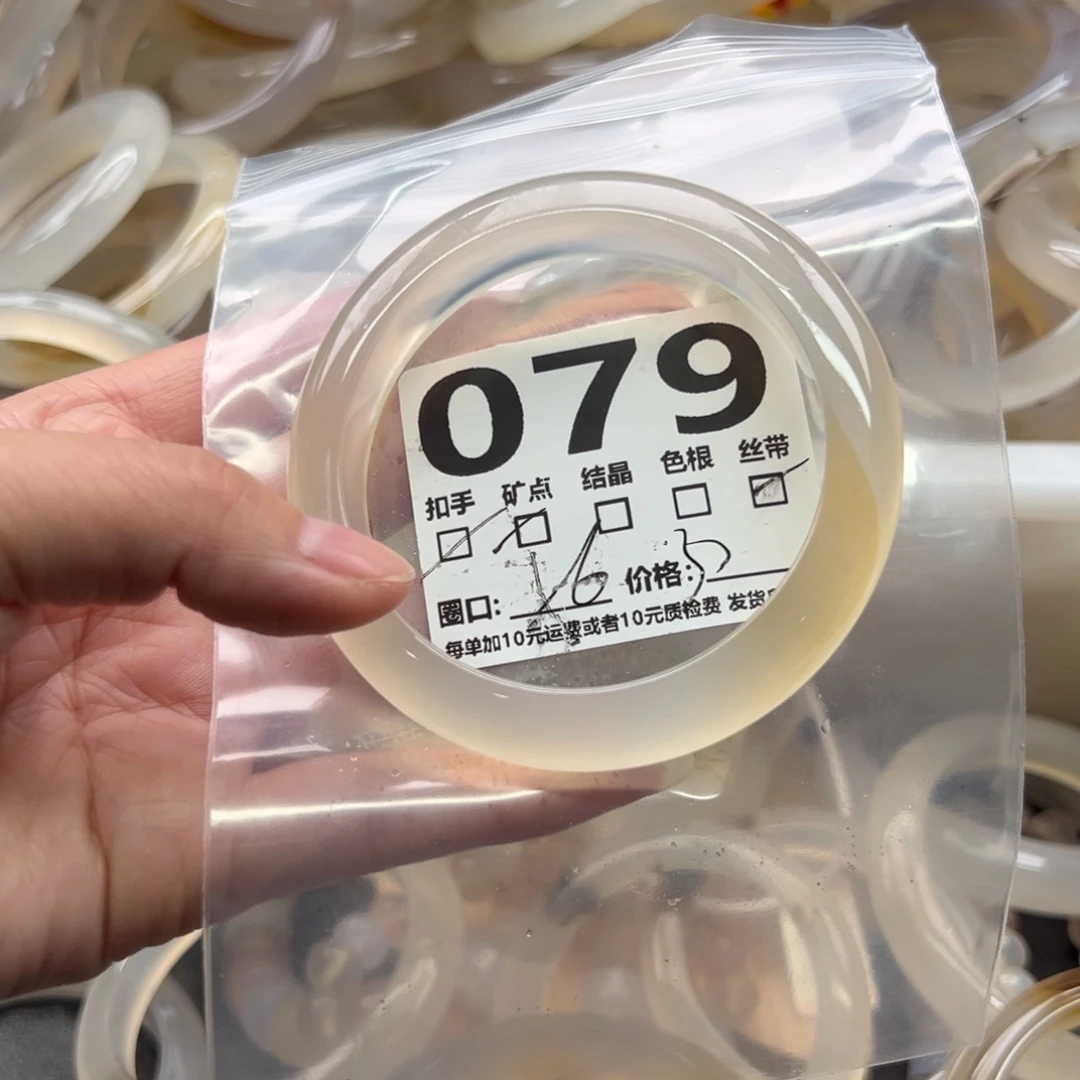 079
扣手 矿点 结晶 色根 丝带
圈口: 16 价格:
每单加10元运费或者10元质检费 发货